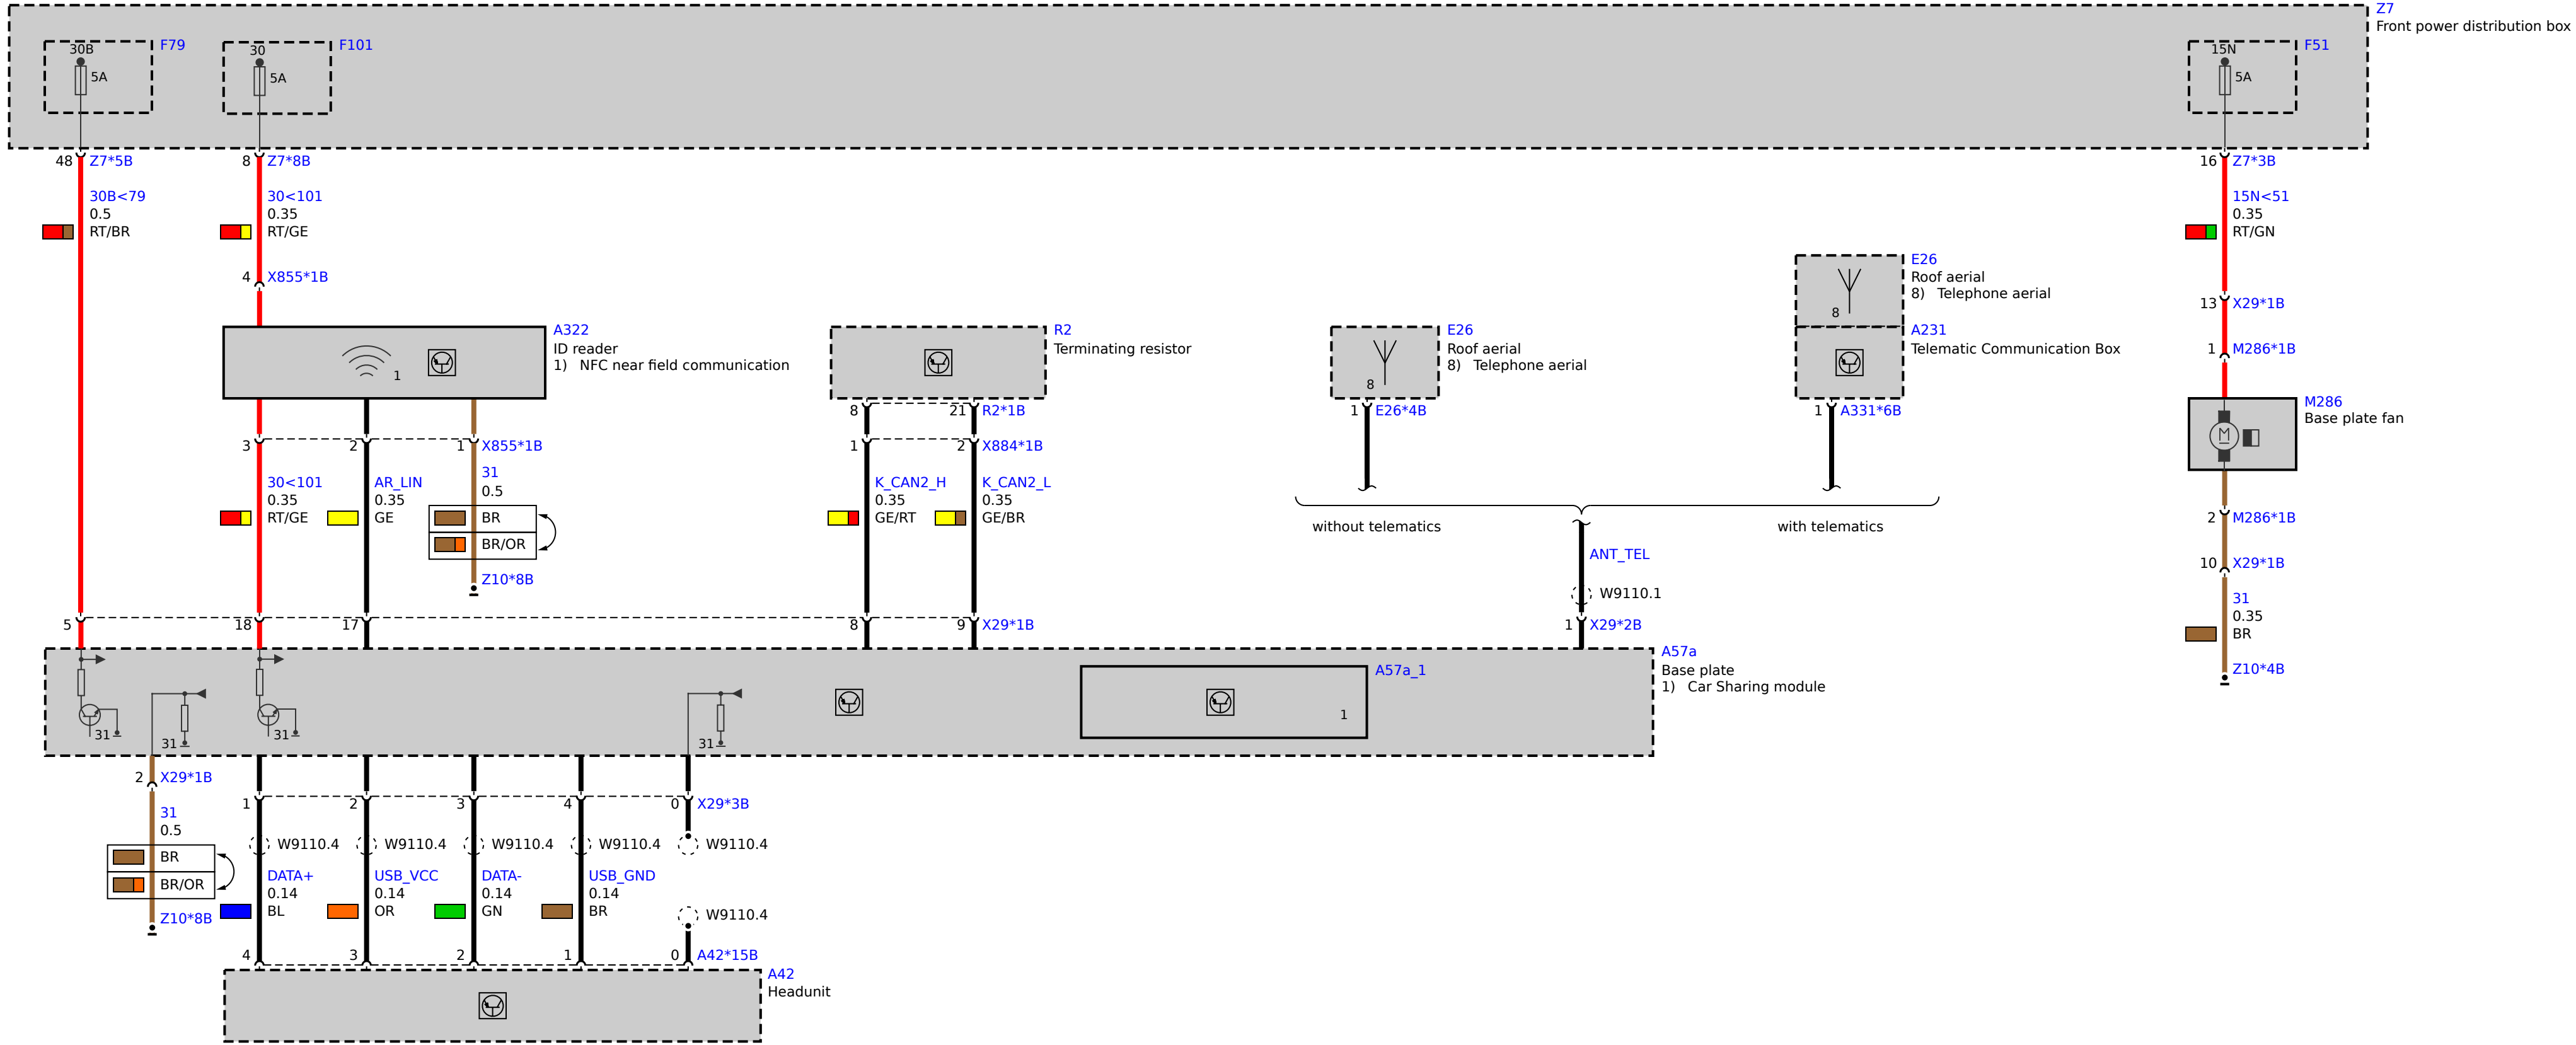 Z7
Front power distribution box
30B
F79
5A
30
F101
5A
15N
F51
5A
48 Z7*5B
8 Z7*8B
16 Z7*3B
30B<79
0.5
RT/BR
30<101
0.35
RT/GE
15N<51
0.35
RT/GN
4 X855*1B
13 X29*1B
1 M286*1B
A322
ID reader
1) NFC near field communication
1
R2
Terminating resistor
E26
Roof aerial
8) Telephone aerial
8
E26
Roof aerial
8) Telephone aerial
8
A231
Telematic Communication Box
M286
Base plate fan
M
8 21 R2*1B
1 E26*4B
1 A331*6B
3 2 1 X855*1B
1 2 X884*1B
30<101
0.35
RT/GE
AR_LIN
0.35
GE
31
0.5
BR
BR/OR
Z10*8B
K_CAN2_H
0.35
GE/RT
K_CAN2_L
0.35
GE/BR
without telematics
with telematics
ANT_TEL
W9110.1
2 M286*1B
10 X29*1B
31
0.35
BR
Z10*4B
5 18 17 8 9 X29*1B
1 X29*2B
A57a
Base plate
1) Car Sharing module
A57a_1
1
31
31
31
31
2 X29*1B
31
0.5
BR
BR/OR
Z10*8B
1 2 3 4 0 X29*3B
W9110.4 W9110.4 W9110.4 W9110.4 W9110.4
DATA+
0.14
BL
USB_VCC
0.14
OR
DATA-
0.14
GN
USB_GND
0.14
BR
W9110.4
4 3 2 1 0 A42*15B
A42
Headunit